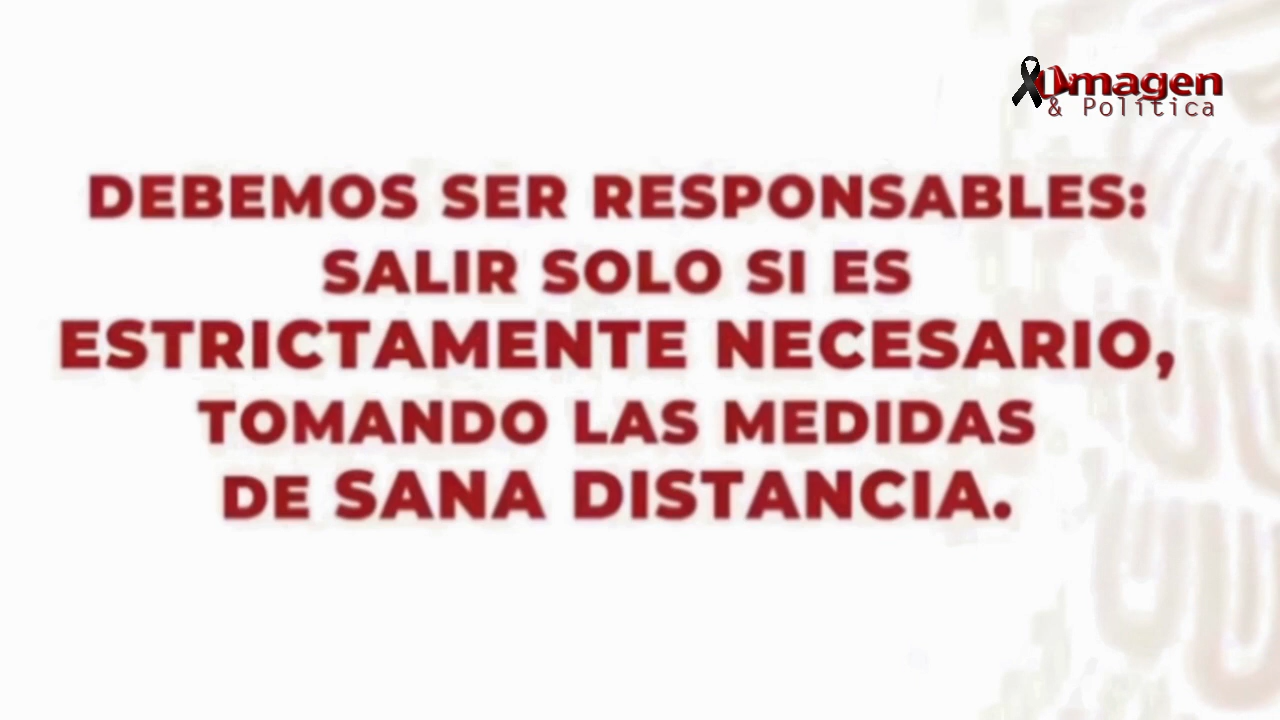 Imagen
& Política
DEBEMOS SER RESPONSABLES:
SALIR SOLO SI ES
ESTRICTAMENTE NECESARIO,
TOMANDO LAS MEDIDAS
DE SANA DISTANCIA.